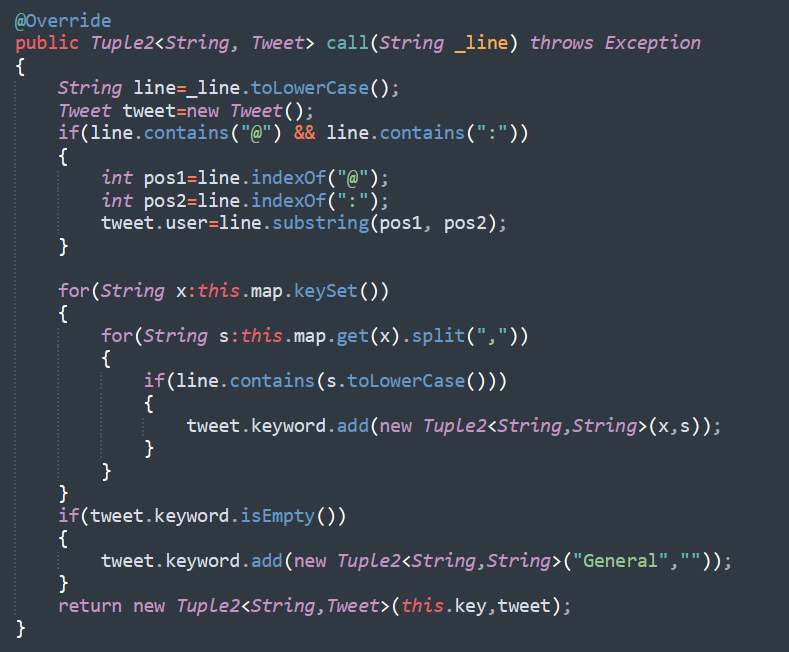 @Override
public Tuple2<String, Tweet> call(String _line) throws Exception
{
    String line=_line.toLowerCase();
    Tweet tweet=new Tweet();
    if(line.contains("@") && line.contains(":"))
    {
        int pos1=line.indexOf("@");
        int pos2=line.indexOf(":");
        tweet.user=line.substring(pos1, pos2);
    }

    for(String x:this.map.keySet())
    {
        for(String s:this.map.get(x).split(","))
        {
            if(line.contains(s.toLowerCase()))
            {
                tweet.keyword.add(new Tuple2<String,String>(x,s));
            }
        }
    }
    if(tweet.keyword.isEmpty())
    {
        tweet.keyword.add(new Tuple2<String,String>("General",""));
    }
    return new Tuple2<String,Tweet>(this.key,tweet);
}